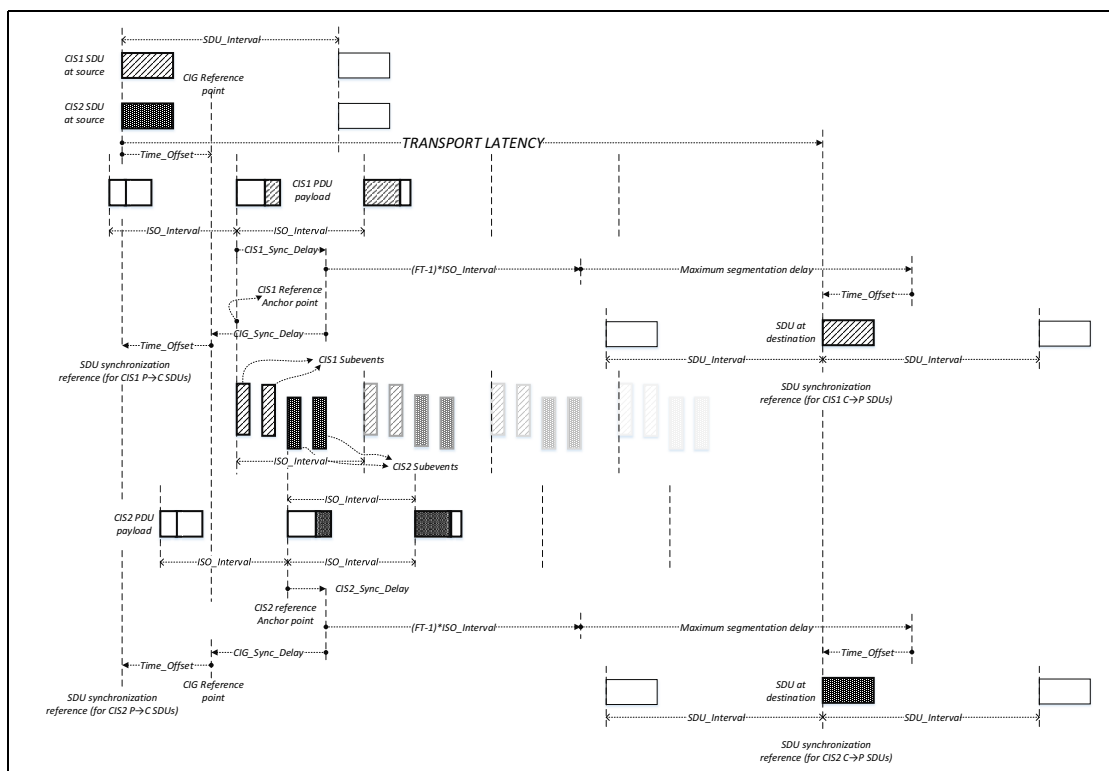 SDU_Interval
CIS1 SDU
at source
CIG Reference
point
CIS2 SDU
at source
TRANSPORT LATENCY
Time_Offset
CIS1 PDU
payload
ISO_Interval
ISO_Interval
CIS1_Sync_Delay
(FT-1)*ISO_Interval
Maximum segmentation delay
CIS1 Reference
Anchor point
Time_Offset
CIG_Sync_Delay
SDU at
destination
Time_Offset
SDU synchronization
reference (for CIS1 P→C SDUs)
CIS1 Subevents
SDU_Interval
SDU_Interval
SDU synchronization
reference (for CIS1 C→P SDUs)
ISO_Interval
CIS2 Subevents
ISO_Interval
CIS2 PDU
payload
ISO_Interval
ISO_Interval
CIS2_Sync_Delay
CIS2 reference
Anchor point
(FT-1)*ISO_Interval
Maximum segmentation delay
CIG_Sync_Delay
Time_Offset
Time_Offset
SDU synchronization
reference (for CIS2 P→C SDUs)
CIG Reference
point
SDU at
destination
SDU_Interval
SDU_Interval
SDU synchronization
reference (for CIS2 C→P SDUs)